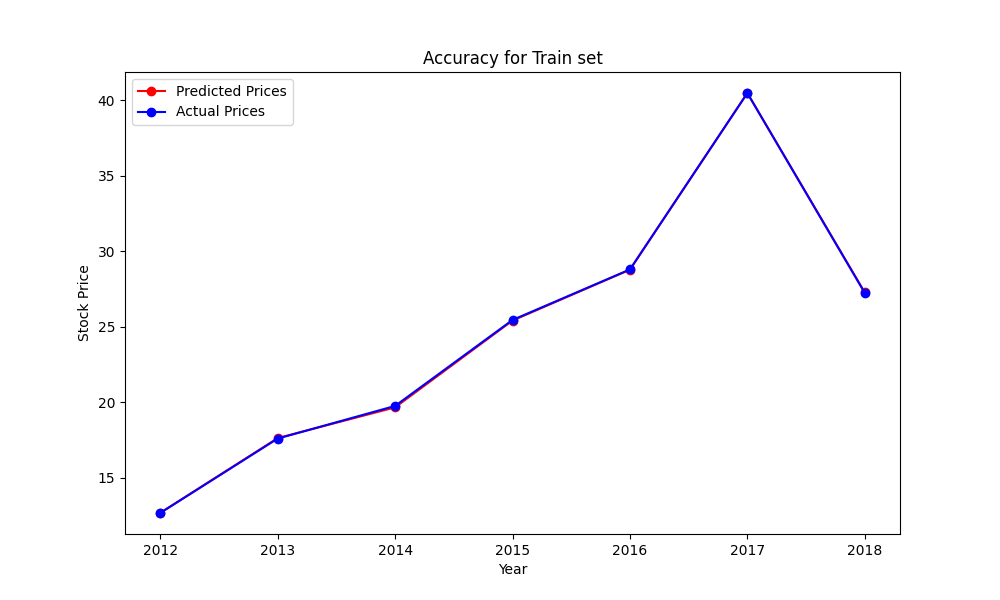 Accuracy for Train set
Predicted Prices
Actual Prices
40
35
30
25
20
15
Stock Price
2012 2013 2014 2015 2016 2017 2018
Year